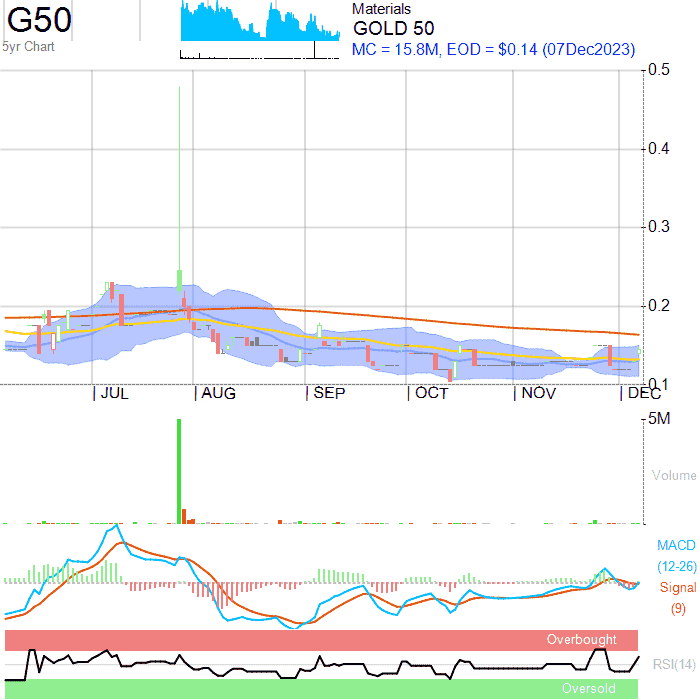 G50
5yr Chart
Materials
GOLD 50
MC = 15.8M, EOD = $0.14 (07Dec2023)
0.5
0.4
0.3
0.2
0.1
JUL AUG SEP OCT NOV DEC
5M
Volume
MACD
(12-26)
Signal
(9)
Overbought
RSI(14)
Oversold